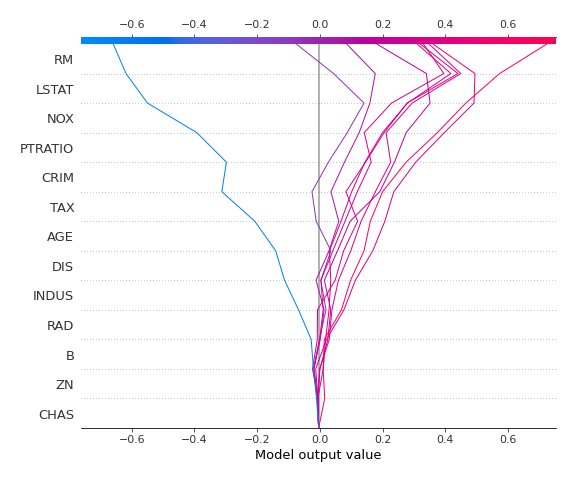 −0.6 −0.4 −0.2 0.0 0.2 0.4 0.6
RM
LSTAT
NOX
PTRATIO
CRIM
TAX
AGE
DIS
INDUS
RAD
B
ZN
CHAS
−0.6 −0.4 −0.2 0.0 0.2 0.4 0.6
Model output value